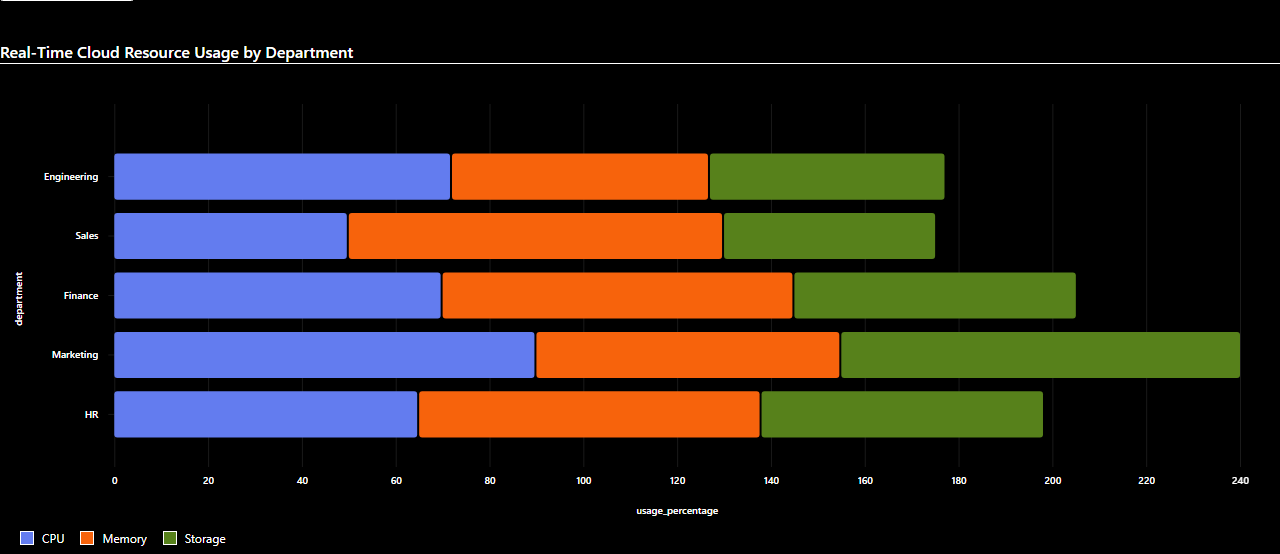 Real-Time Cloud Resource Usage by Department
Engineering
Sales
Finance
Marketing
HR
department
0 20 40 60 80 100 120 140 160 180 200 220 240
usage_percentage
CPU Memory Storage